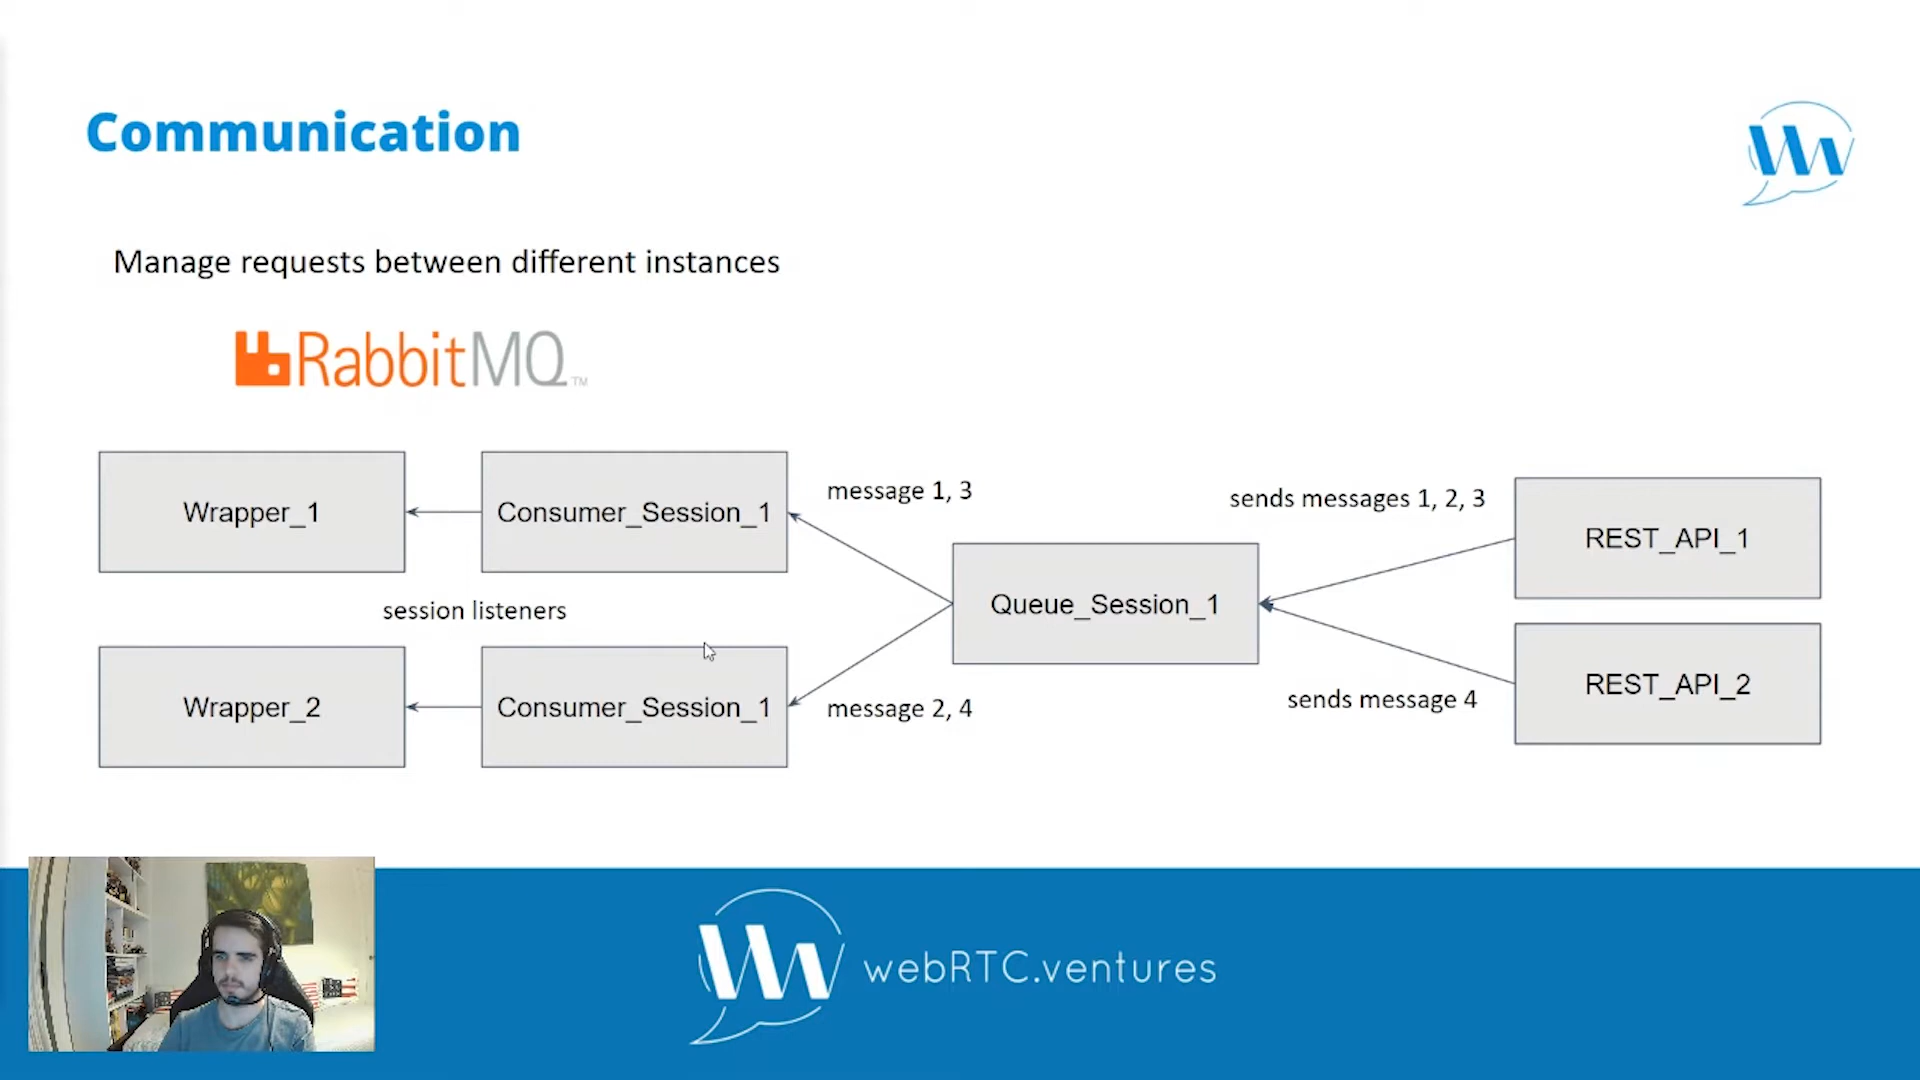 Communication
Manage requests between different instances
RabbitMQ™
Wrapper_1
Consumer_Session_1
message 1, 3
sends messages 1, 2, 3
REST_API_1
Queue_Session_1
session listeners
Wrapper_2
Consumer_Session_1
message 2, 4
sends message 4
REST_API_2
webRTC.ventures